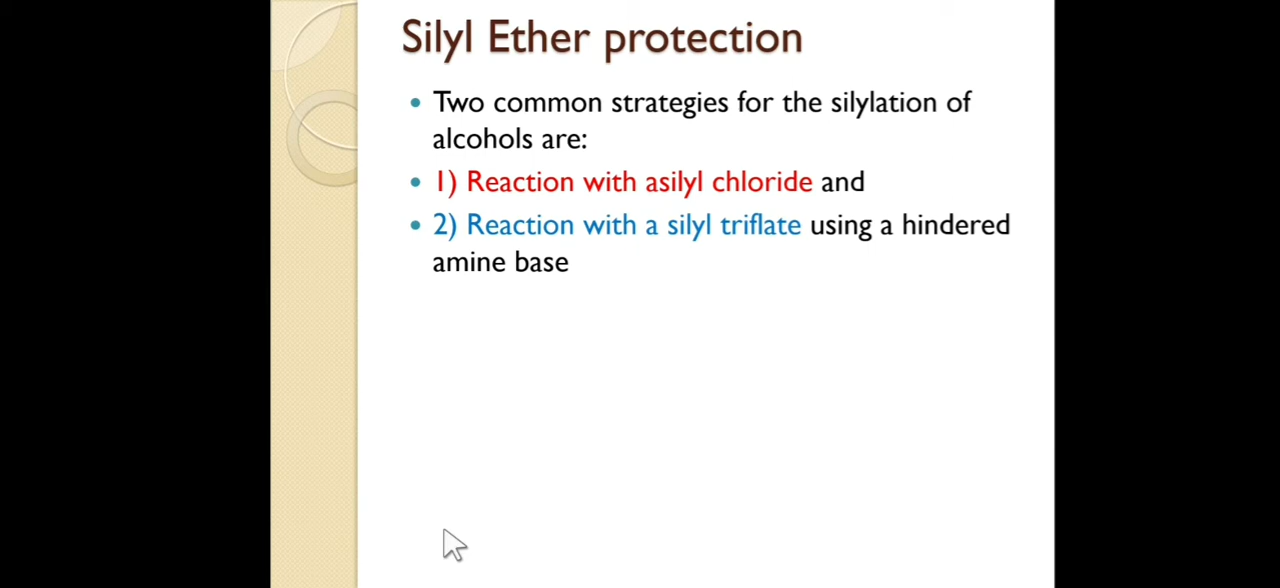 Silyl Ether protection
• Two common strategies for the silylation of
alcohols are:
• 1) Reaction with asilyl chloride and
• 2) Reaction with a silyl triflate using a hindered
amine base